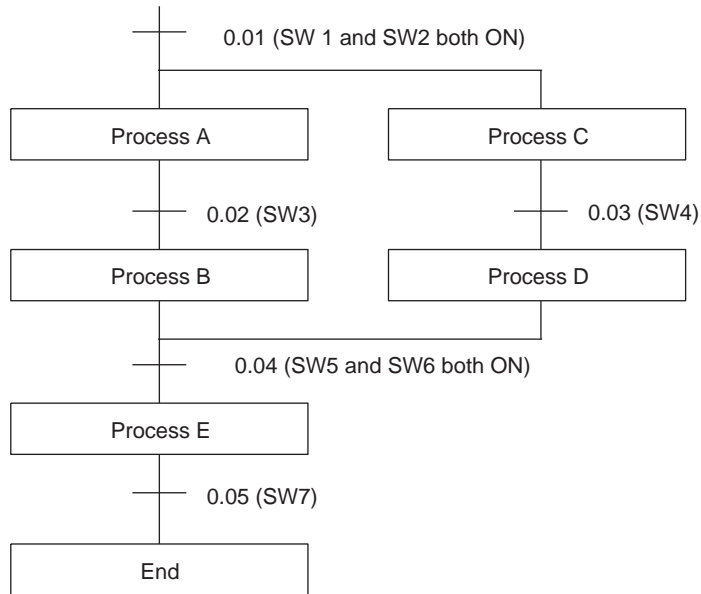 0.01 (SW 1 and SW2 both ON)
Process A
Process C
0.02 (SW3)
0.03 (SW4)
Process B
Process D
0.04 (SW5 and SW6 both ON)
Process E
0.05 (SW7)
End